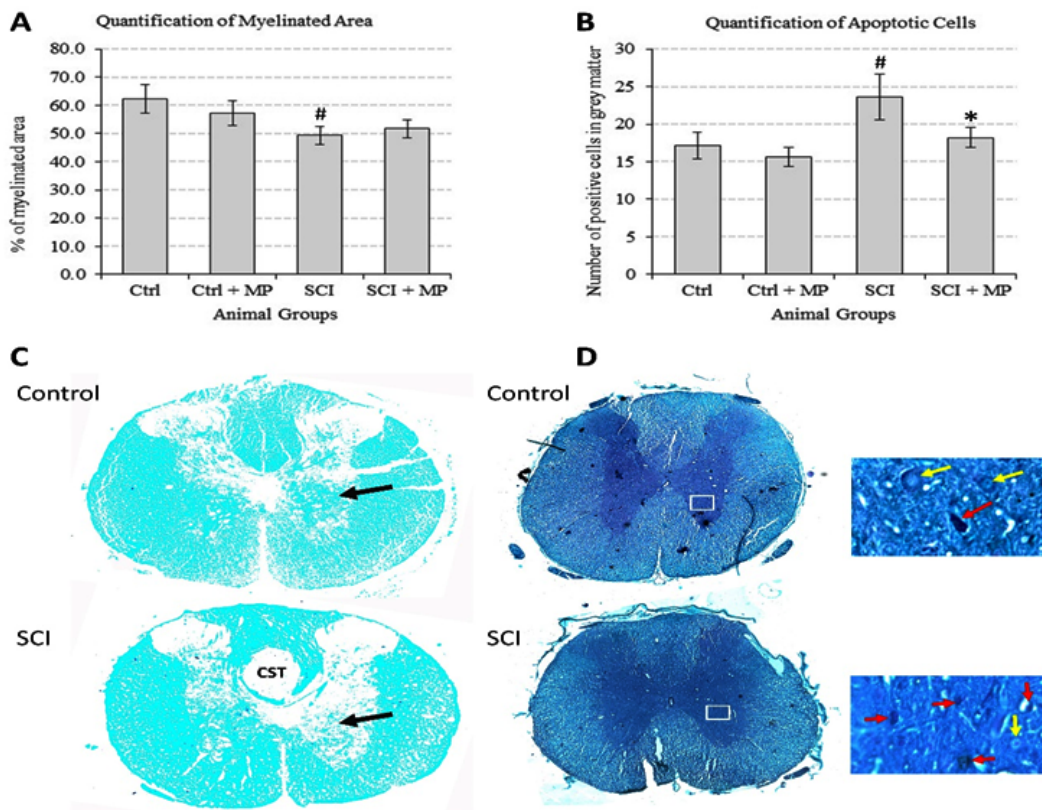 A
Quantification of Myelinated Area
% of myelinated area
80.0
70.0
60.0
50.0
40.0
30.0
20.0
10.0
0.0
#
Ctrl
Ctrl + MP
SCI
SCI + MP
Animal Groups
B
Quantification of Apoptotic Cells
Number of positive cells in grey matter
30
25
20
15
10
5
0
#
*
Ctrl
Ctrl + MP
SCI
SCI + MP
Animal Groups
C
Control
SCI
CST
D
Control
SCI